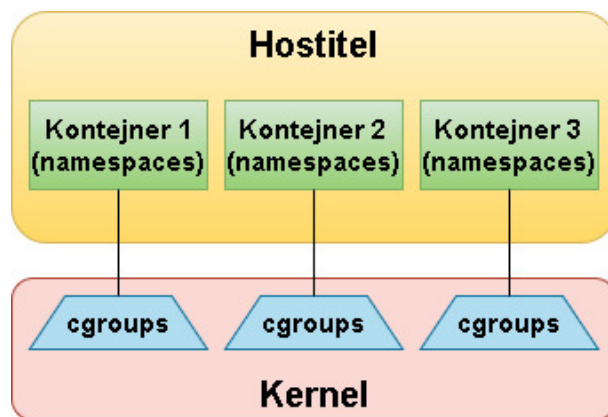 Hostitel
Kontejner 1
(namespaces)
Kontejner 2
(namespaces)
Kontejner 3
(namespaces)
cgroups
cgroups
cgroups
Kernel